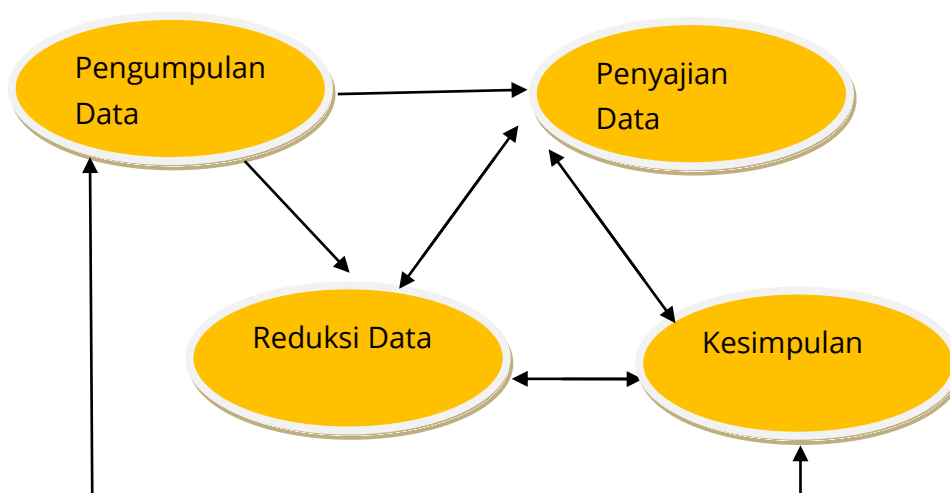 Pengumpulan
Data
Penyajian
Data
Reduksi Data
Kesimpulan